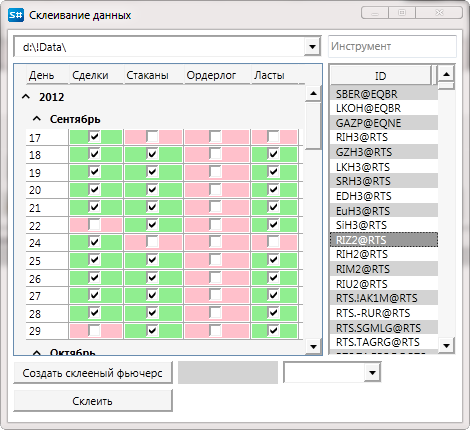 S# Склеивание данных
d:\!Data\ Инструмент
День Сделки Стаканы Ордерлог Ласты
2012
Сентябрь
17
18
19
20
21
22
24
25
26
27
28
29
Октябрь
ID
SBER@EQBR
LKOH@EQBR
GAZP@EQNE
RIH3@RTS
GZH3@RTS
LKH3@RTS
SRH3@RTS
EDH3@RTS
EuH3@RTS
SiH3@RTS
RIZ2@RTS
RIH2@RTS
RIM2@RTS
RIU2@RTS
RTS.!AK1M@RTS
RTS.-RUR@RTS
RTS.SGMLG@RTS
RTS.TAGRG@RTS
Создать склееный фьючерс
Склеить